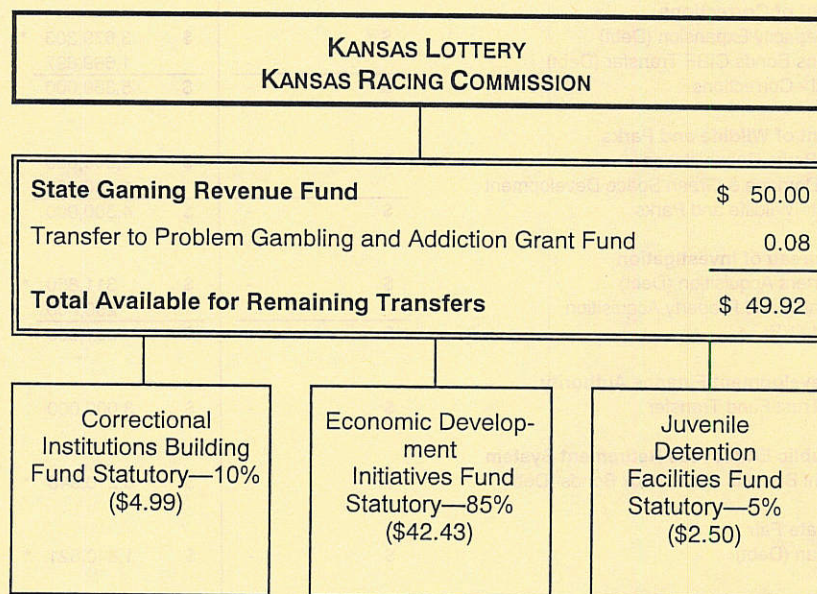 KANSAS LOTTERY
KANSAS RACING COMMISSION
State Gaming Revenue Fund $ 50.00
Transfer to Problem Gambling and Addiction Grant Fund 0.08
Total Available for Remaining Transfers $ 49.92
Correctional
Institutions Building
Fund Statutory—10%
($4.99)
Economic Develop-
ment
Initiatives Fund
Statutory—85%
($42.43)
Juvenile
Detention
Facilities Fund
Statutory—5%
($2.50)